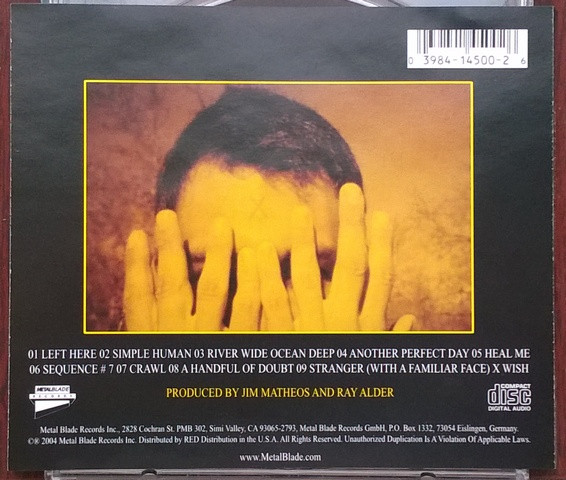 0 3984-14500-2 6
01 LEFT HERE 02 SIMPLE HUMAN 03 RIVER WIDE OCEAN DEEP 04 ANOTHER PERFECT DAY 05 HEAL ME
06 SEQUENCE # 7 07 CRAWL 08 A HANDFUL OF DOUBT 09 STRANGER (WITH A FAMILIAR FACE) X WISH
PRODUCED BY JIM MATHEOS AND RAY ALDER
METAL BLADE
RECORDS
COMPACT
disc
DIGITAL AUDIO
Metal Blade Records Inc., 2828 Cochran St. PMB 302, Simi Valley, CA 93065-2793, Metal Blade Records GmbH, P.O. Box 1332, 73054 Eislingen, Germany.
©℗ 2004 Metal Blade Records Inc. Distributed by RED Distribution in the U.S.A. All Rights Reserved. Unauthorized Duplication Is A Violation Of Applicable Laws.
www.MetalBlade.com